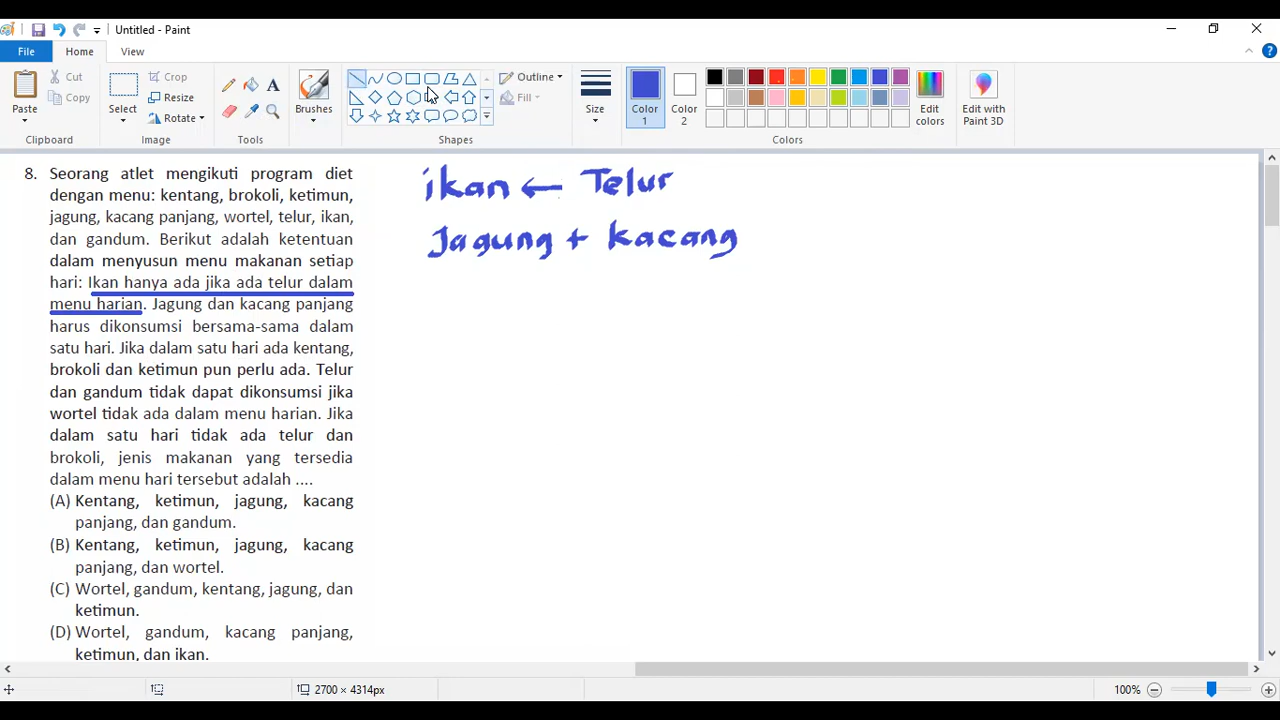 Untitled - Paint
File
Home
View
Paste
Cut
Copy
Clipboard
Select
Crop
Resize
Rotate
Image
Tools
Brushes
Shapes
Outline
Fill
Size
Color 1
Color 2
Edit colors
Edit with Paint 3D
Colors
8. Seorang atlet mengikuti program diet
dengan menu: kentang, brokoli, ketimun,
jagung, kacang panjang, wortel, telur, ikan,
dan gandum. Berikut adalah ketentuan
dalam menyusun menu makanan setiap
hari: Ikan hanya ada jika ada telur dalam
menu harian. Jagung dan kacang panjang
harus dikonsumsi bersama-sama dalam
satu hari. Jika dalam satu hari ada kentang,
brokoli dan ketimun pun perlu ada. Telur
dan gandum tidak dapat dikonsumsi jika
wortel tidak ada dalam menu harian. Jika
dalam satu hari tidak ada telur dan
brokoli, jenis makanan yang tersedia
dalam menu hari tersebut adalah ....
(A) Kentang, ketimun, jagung, kacang
panjang, dan gandum.
(B) Kentang, ketimun, jagung, kacang
panjang, dan wortel.
(C) Wortel, gandum, kentang, jagung, dan
ketimun.
(D) Wortel, gandum, kacang panjang,
ketimun, dan ikan.
ikan ← Telur
Jagung + kacang
2700 × 4314px
100%